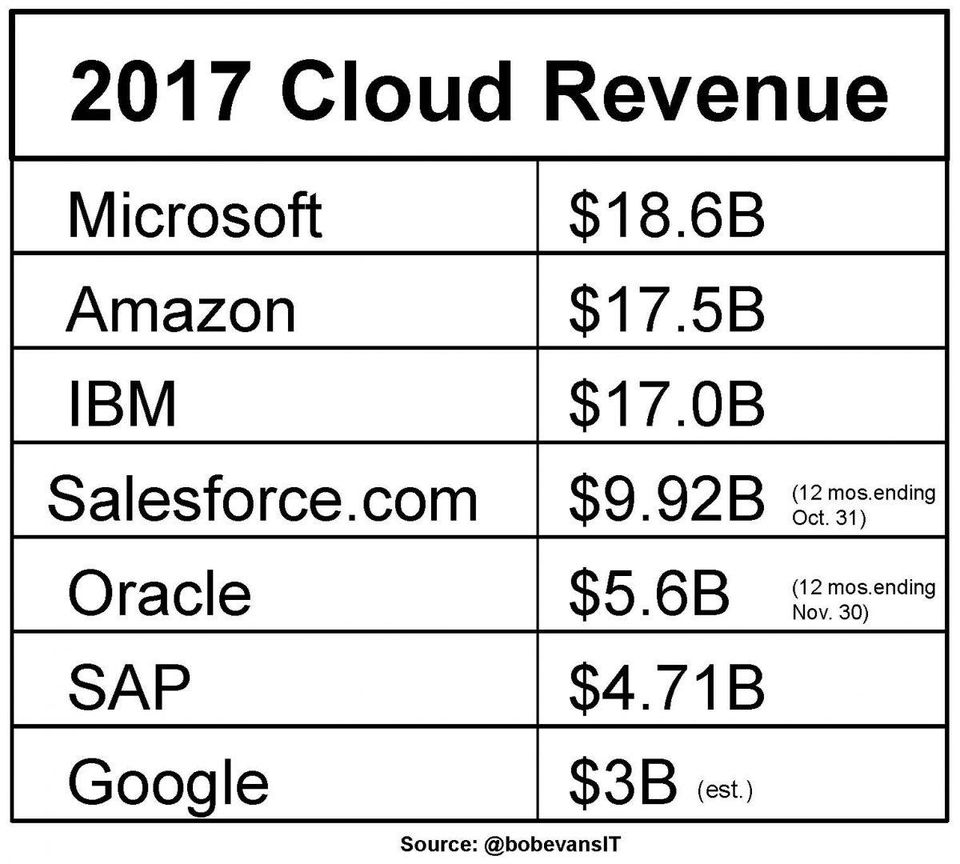 2017 Cloud Revenue
Microsoft $18.6B
Amazon $17.5B
IBM $17.0B
Salesforce.com $9.92B (12 mos.ending
Oct. 31)
Oracle $5.6B (12 mos.ending
Nov. 30)
SAP $4.71B
Google $3B (est.)
Source: @bobevansIT